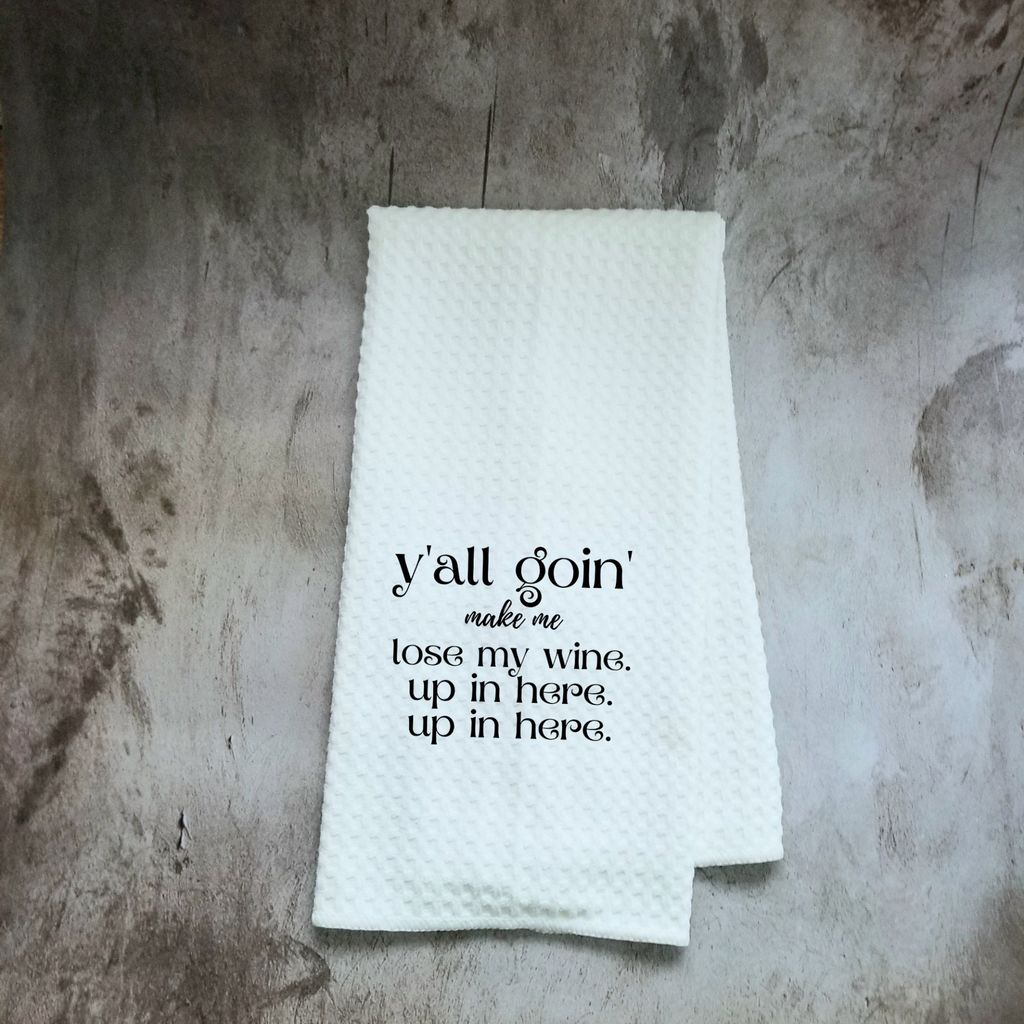 y'all goin'
make me
lose my wine.
up in here.
up in here.